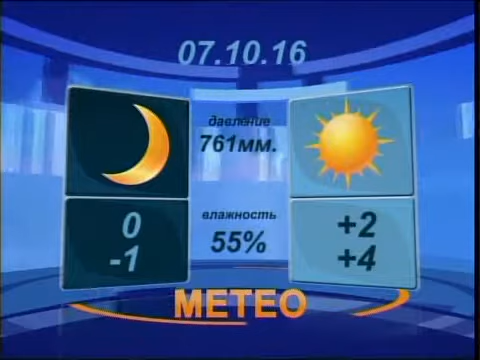 07.10.16
давление
761мм.
влажность
55%
0
-1
+2
+4
МЕТЕО